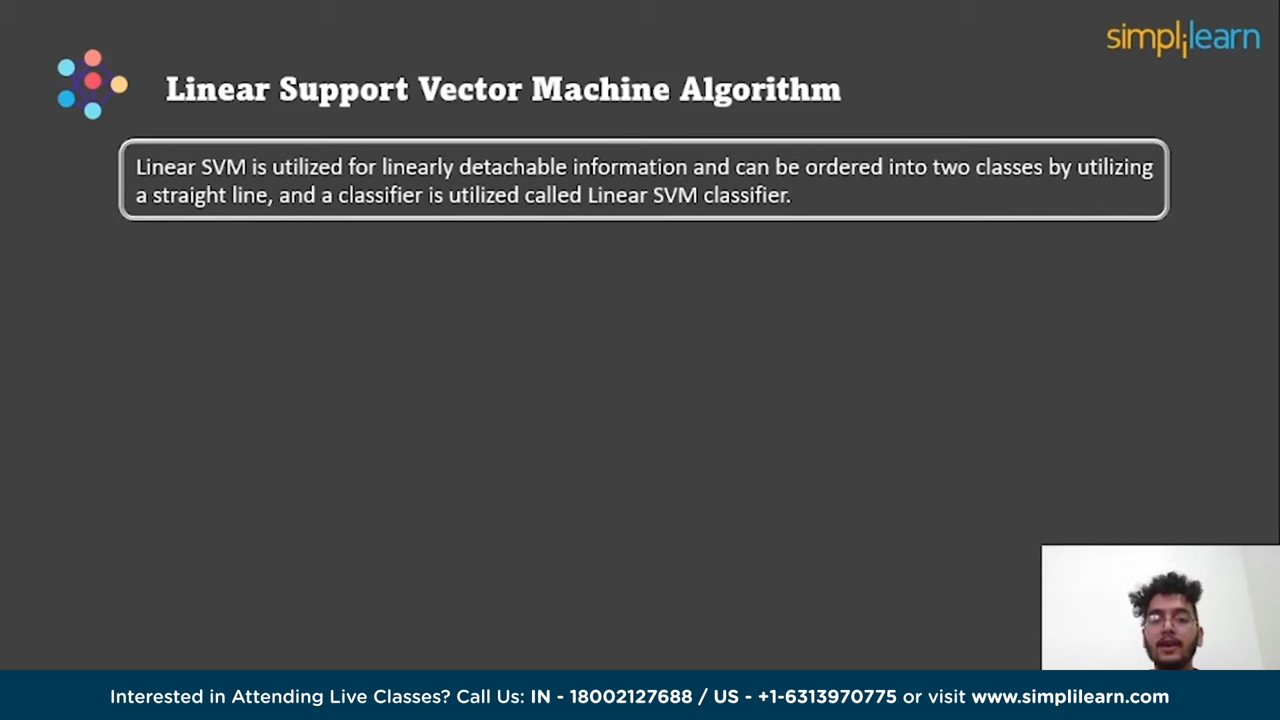 simplilearn
Linear Support Vector Machine Algorithm
Linear SVM is utilized for linearly detachable information and can be ordered into two classes by utilizing
a straight line, and a classifier is utilized called Linear SVM classifier.
Interested in Attending Live Classes? Call Us: IN - 18002127688 / US - +1-6313970775 or visit www.simplilearn.com